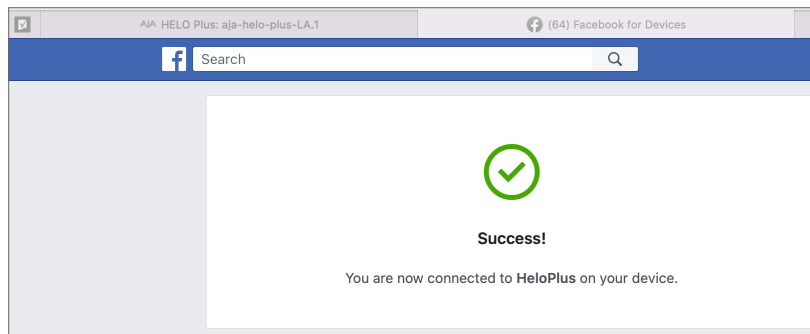 AJA HELO Plus: aja-helo-plus-LA.1
(64) Facebook for Devices
Search
Success!
You are now connected to HeloPlus on your device.